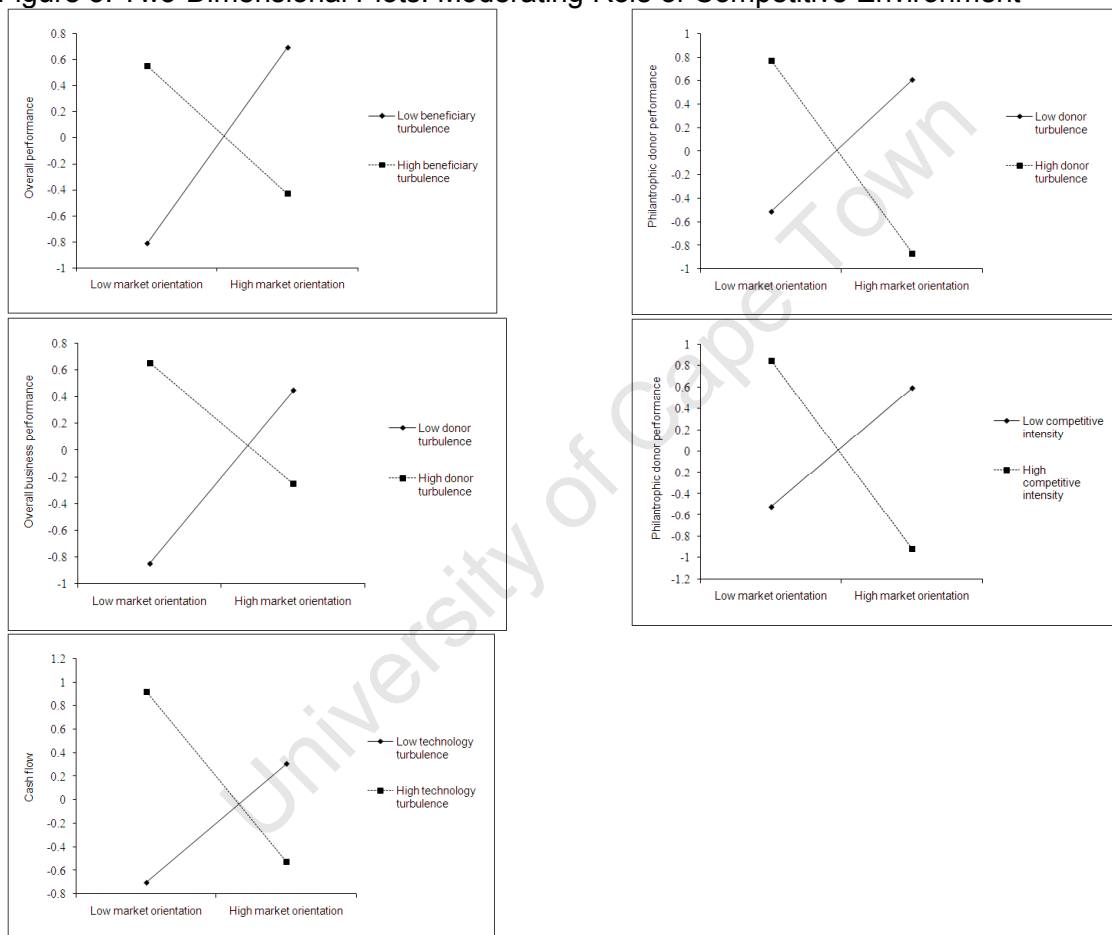 Two Dimensional Plots: Moderating Role of Competitive Environment
0.8
0.6
0.4
0.2
0
-0.2
-0.4
-0.6
-0.8
-1
Overall performance
Low market orientation
High market orientation
Low beneficiary
turbulence
High beneficiary
turbulence
1
0.8
0.6
0.4
0.2
0
-0.2
-0.4
-0.6
-0.8
-1
Philantrophic donor performance
Low market orientation
High market orientation
Low donor
turbulence
High donor
turbulence
0.8
0.6
0.4
0.2
0
-0.2
-0.4
-0.6
-0.8
-1
Overall business performance
Low market orientation
High market orientation
Low donor
turbulence
High donor
turbulence
1
0.8
0.6
0.4
0.2
0
0.2
-0.4
-0.6
-0.8
-1
-1.2
Philantrophic donor performance
Low market orientation
High market orientation
Low competitive
intensity
High
competitive
intensity
1.2
1
0.8
0.6
0.4
0.2
0
-0.2
-0.4
-0.6
-0.8
Cash flow
Low market orientation
High market orientation
Low technology
turbulence
High technology
turbulence
University of Cape Town